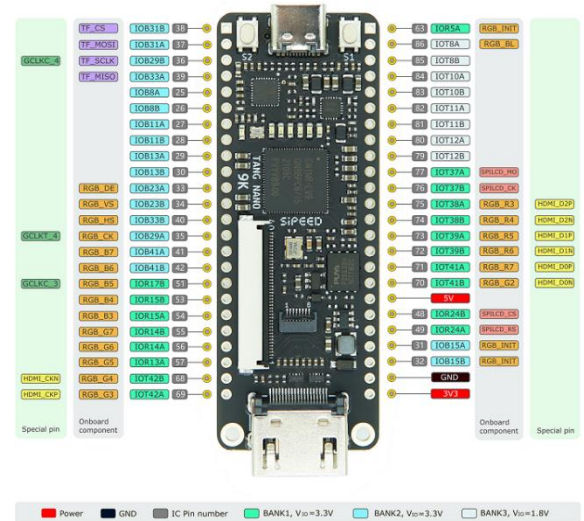 TF_CS IOB31B 38
TF_MOSI IOB31A 37
GCLKC_4 TF_SCLK IOB29B 36
TF_MISO IOB33A 39
IOB8A 25
IOB8B 26
IOB11A 27
IOB11B 28
IOB13A 29
IOB13B 30
RGB_DE IOB23A 33
RGB_VS IOB23B 34
RGB_HS IOB33B 40
GCLKT_4 RGB_CK IOB29A 35
RGB_B7 IOB41A 41
RGB_B6 IOB41B 42
GCLKC_3 RGB_B5 IOR17B 51
RGB_B4 IOR15B 53
RGB_B3 IOR15A 54
RGB_G7 IOR14B 55
RGB_G6 IOR14A 56
RGB_G5 IOR13A 57
HDMI_CKN RGB_G4 IOT42B 68
HDMI_CKP RGB_G3 IOT42A 69
Special pin
Onboard
component
S2
S1
TANG NANO
9K
SiPEED
63 IOR5A RGB_INIT
86 IOT8A RGB_BL
85 IOT8B
84 IOT10A
83 IOT10B
82 IOT11A
81 IOT11B
80 IOT12A
79 IOT12B
77 IOT37A SPILCD_MO
76 IOT37B SPILCD_CK
75 IOT38A RGB_R3 HDMI_D2P
74 IOT38B RGB_R4 HDMI_D2N
73 IOT39A RGB_R5 HDMI_D1P
72 IOT39B RGB_R6 HDMI_D1N
71 IOT41A RGB_R7 HDMI_D0P
70 IOT41B RGB_G2 HDMI_D0N
5V
48 IOR24B SPILCD_CS
49 IOR24A SPILCD_RS
31 IOB15A RGB_INIT
32 IOB15B RGB_INIT
GND
3V3
Onboard
component
Special pin
Power GND IC Pin number BANK1, VIO=3.3V BANK2, VIO=3.3V BANK3, VIO=1.8V